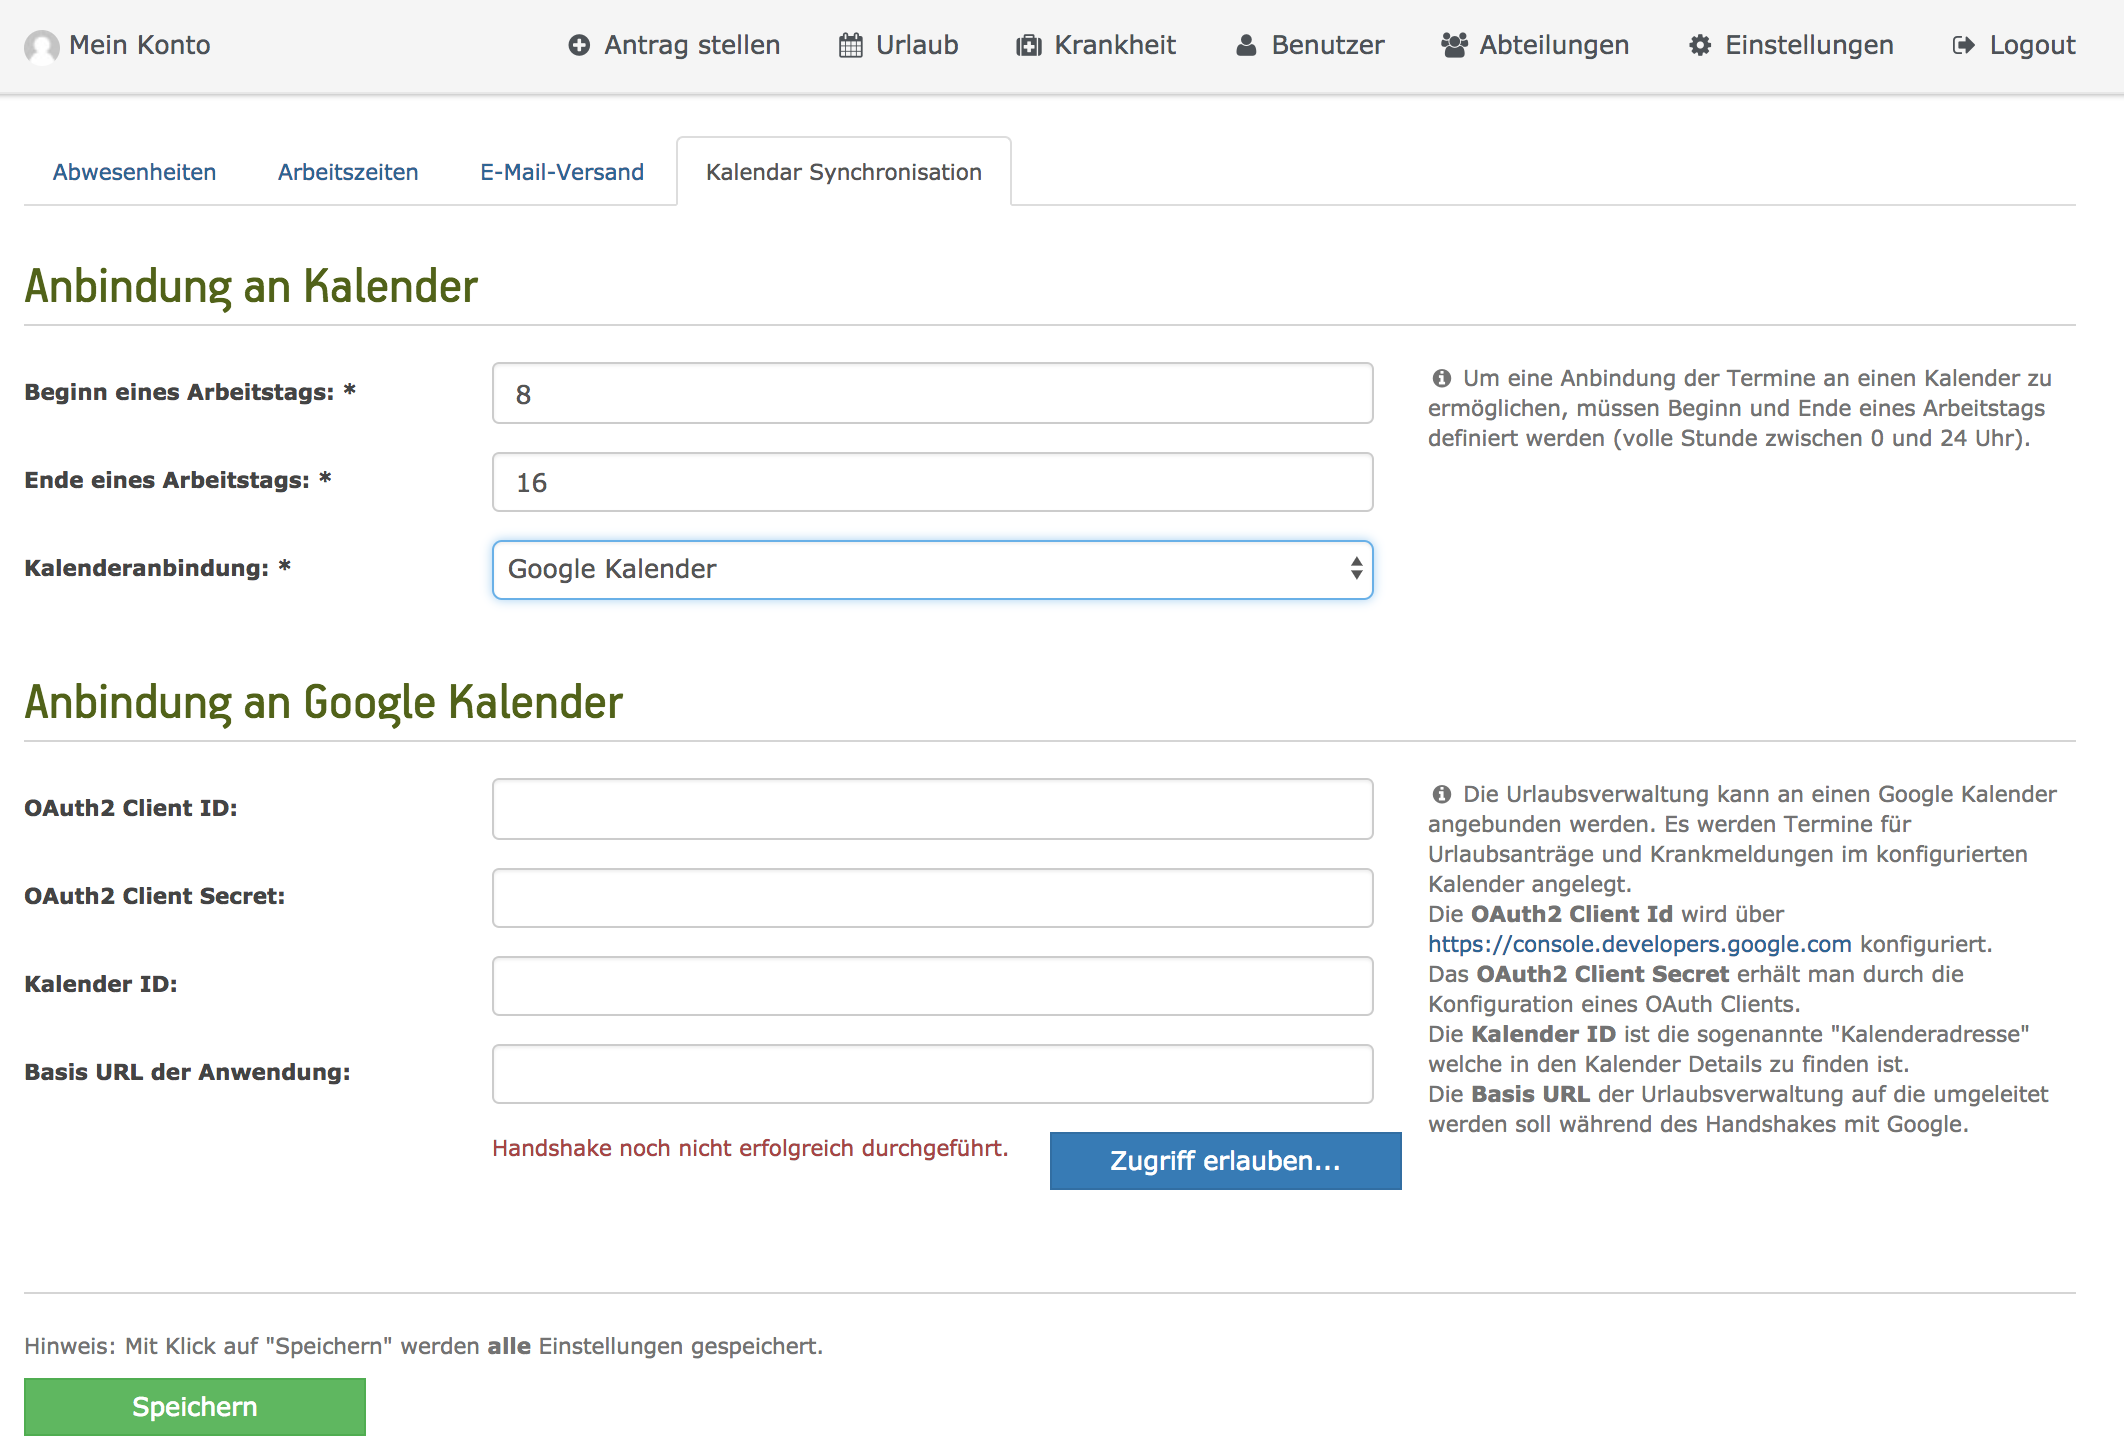 Mein Konto
Antrag stellen
Urlaub
Krankheit
Benutzer
Abteilungen
Einstellungen
Logout
Abwesenheiten
Arbeitszeiten
E-Mail-Versand
Kalendar Synchronisation
Anbindung an Kalender
Beginn eines Arbeitstags: *
8
Ende eines Arbeitstags: *
16
Kalenderanbindung: *
Google Kalender
Um eine Anbindung der Termine an einen Kalender zu
ermöglichen, müssen Beginn und Ende eines Arbeitstags
definiert werden (volle Stunde zwischen 0 und 24 Uhr).
Anbindung an Google Kalender
OAuth2 Client ID:
OAuth2 Client Secret:
Kalender ID:
Basis URL der Anwendung:
Handshake noch nicht erfolgreich durchgeführt.
Zugriff erlauben...
Die Urlaubsverwaltung kann an einen Google Kalender
angebunden werden. Es werden Termine für
Urlaubsanträge und Krankmeldungen im konfigurierten
Kalender angelegt.
Die OAuth2 Client Id wird über
https://console.developers.google.com konfiguriert.
Das OAuth2 Client Secret erhält man durch die
Konfiguration eines OAuth Clients.
Die Kalender ID ist die sogenannte "Kalenderadresse"
welche in den Kalender Details zu finden ist.
Die Basis URL der Urlaubsverwaltung auf die umgeleitet
werden soll während des Handshakes mit Google.
Hinweis: Mit Klick auf "Speichern" werden alle Einstellungen gespeichert.
Speichern